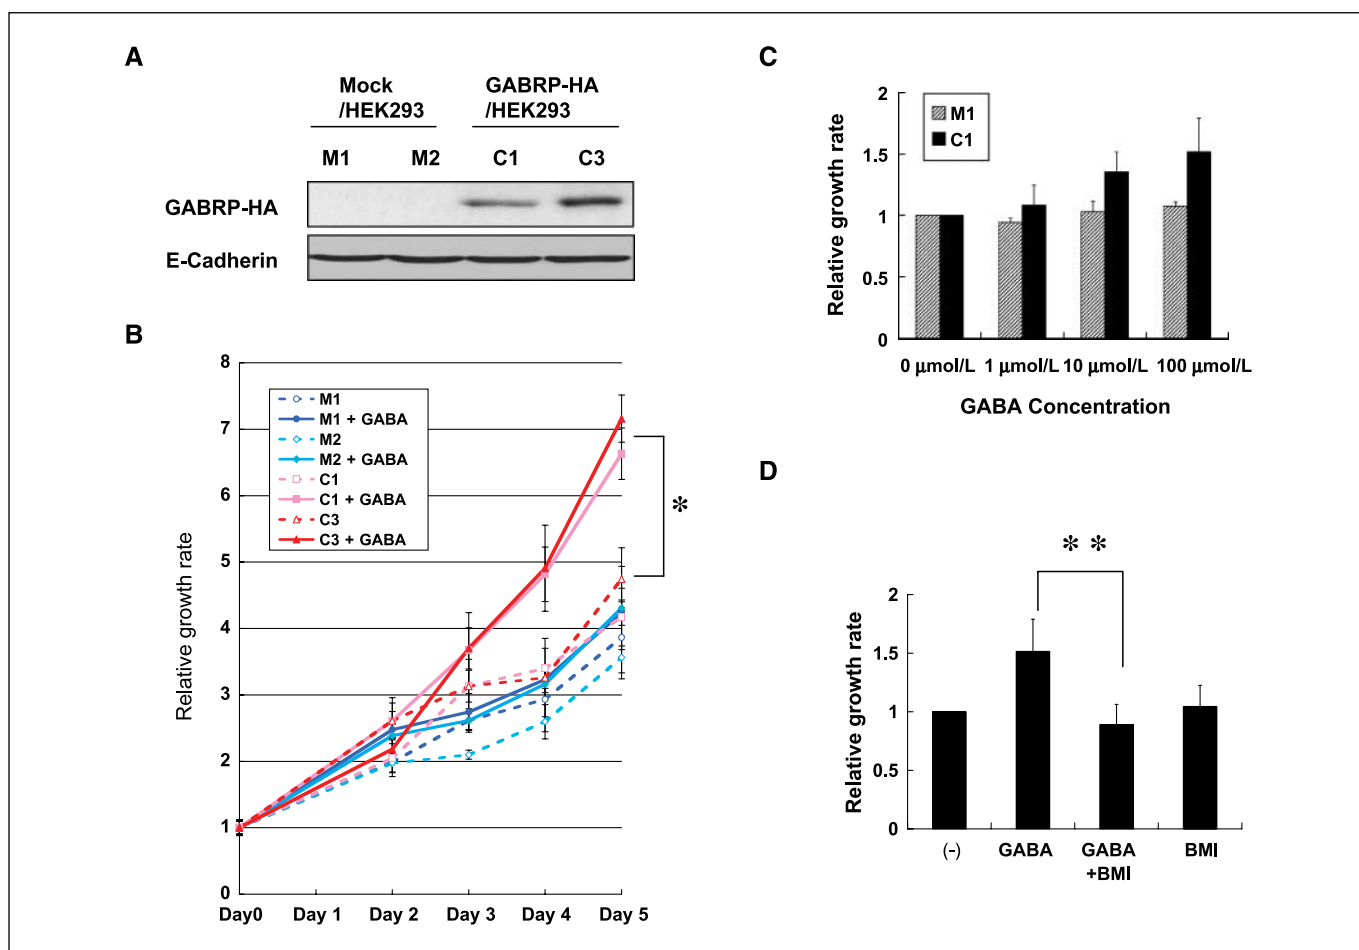 A
Mock
/HEK293
GABRP-HA
/HEK293
M1 M2 C1 C3
GABRP-HA
E-Cadherin
B
Relative growth rate
8
7
6
5
4
3
2
1
0
M1
M1 + GABA
M2
M2 + GABA
C1
C1 + GABA
C3
C3 + GABA
*
Day0 Day 1 Day 2 Day 3 Day 4 Day 5
C
Relative growth rate
2
1.5
1
0.5
0
M1
C1
0 μmol/L 1 μmol/L 10 μmol/L 100 μmol/L
GABA Concentration
D
Relative growth rate
2
1.5
1
0.5
0
* *
(-) GABA GABA +BMI BMI